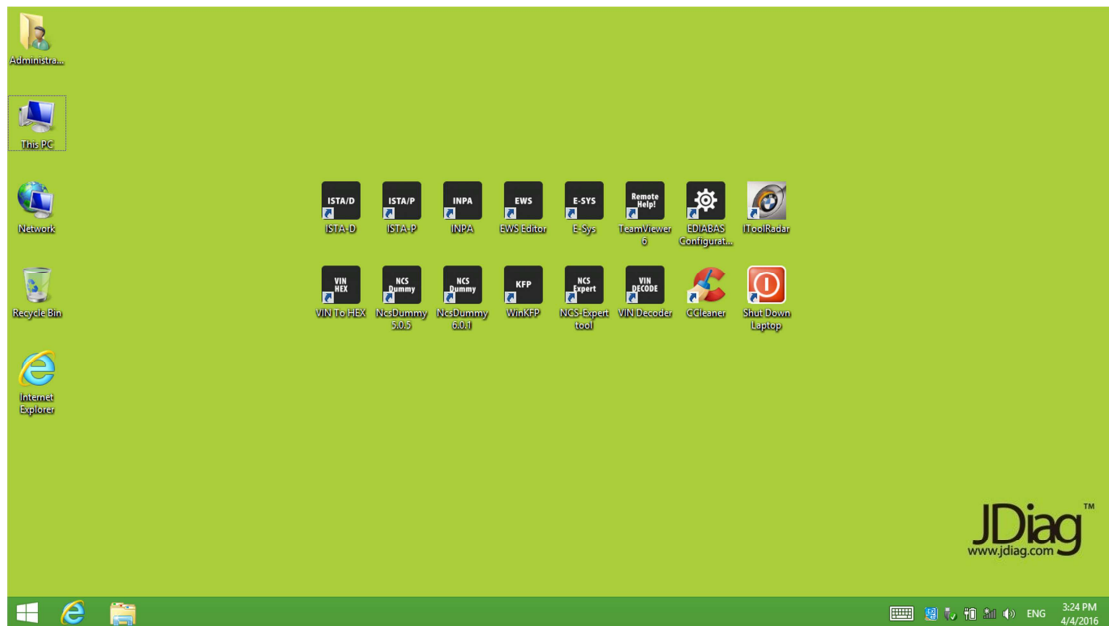 Administra...
This PC
Network
Recycle Bin
Internet
Explorer
ISTA/D
ISTA-D
ISTA/P
ISTA-P
INPA
INPA
EWS
EWS Editor
E-SYS
E-Sys
Remote
Help!
TeamViewer
6
EDIABAS
Configurat...
IToolRadar
VIN
HEX
VIN To HEX
NCS
Dummy
NcsDummy
5.0.5
NCS
Dummy
NcsDummy
6.0.1
KFP
WinKFP
NCS
Expert
NCS-Expert
tool
VIN
DECODE
VIN Decoder
CCleaner
Shut Down
Laptop
JDiag™
www.jdiag.com
ENG
3:24 PM
4/4/2016